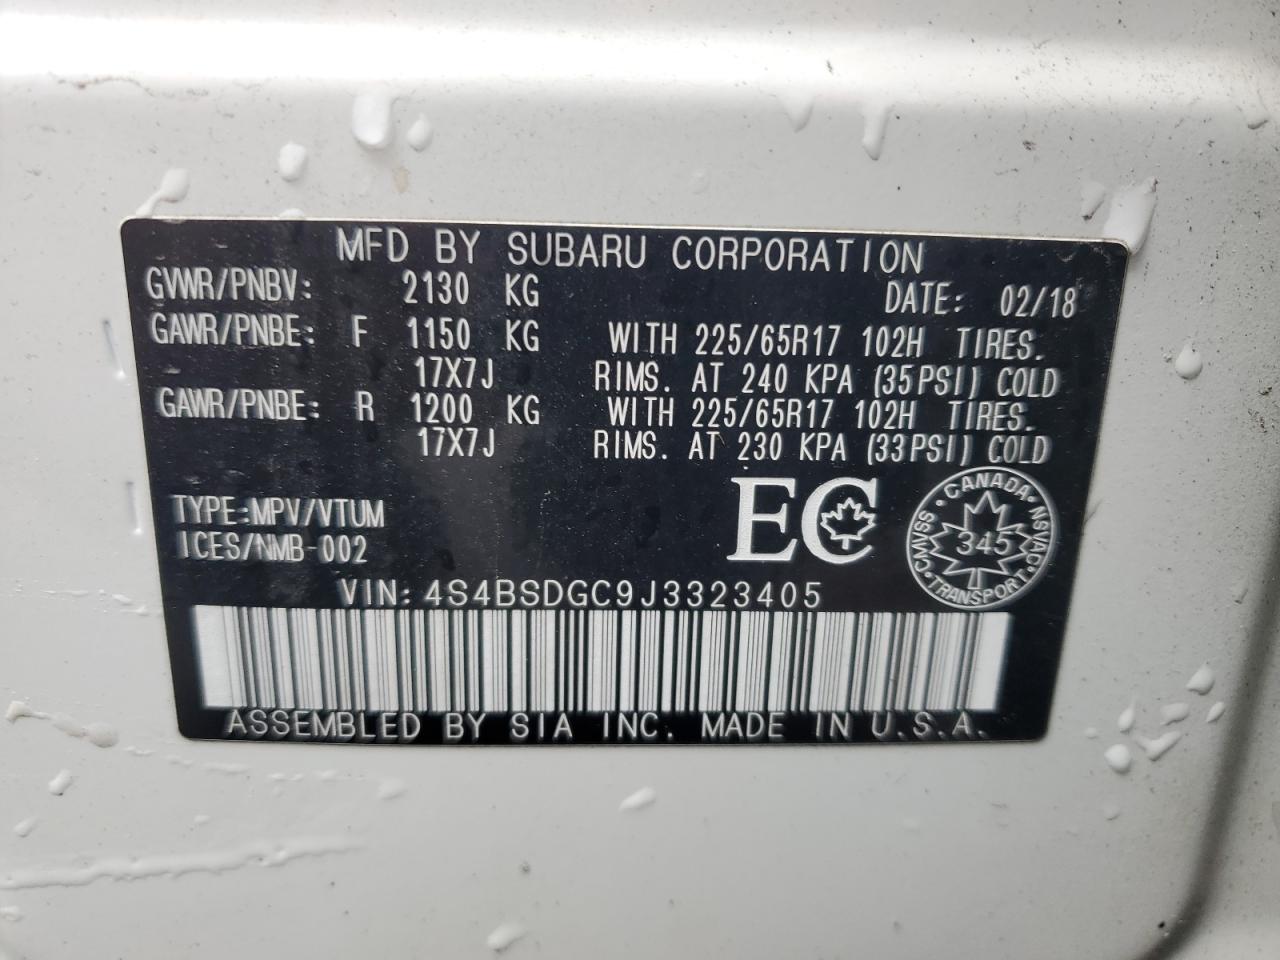 MFD BY SUBARU CORPORATION
GVWR/PNBV: 2130 KG DATE: 02/18
GAWR/PNBE: F 1150 KG WITH 225/65R17 102H TIRES.
17X7J RIMS. AT 240 KPA (35PSI) COLD
GAWR/PNBE: R 1200 KG WITH 225/65R17 102H TIRES.
17X7J RIMS. AT 230 KPA (33PSI) COLD
TYPE:MPV/VTUM
ICES/NMB-002
EC
CANADA
CMVSS 345 NSVAC
TRANSPORT
VIN: 4S4BSDGC9J3323405
ASSEMBLED BY SIA INC. MADE IN U.S.A.